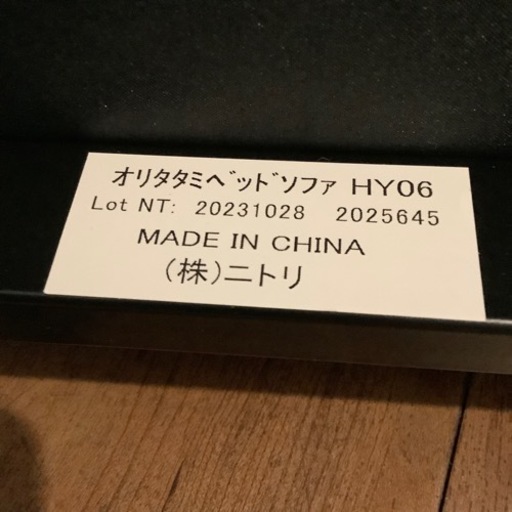 オリタタミベッドソファ HY06
Lot NT: 20231028 2025645
MADE IN CHINA
(株)ニトリ